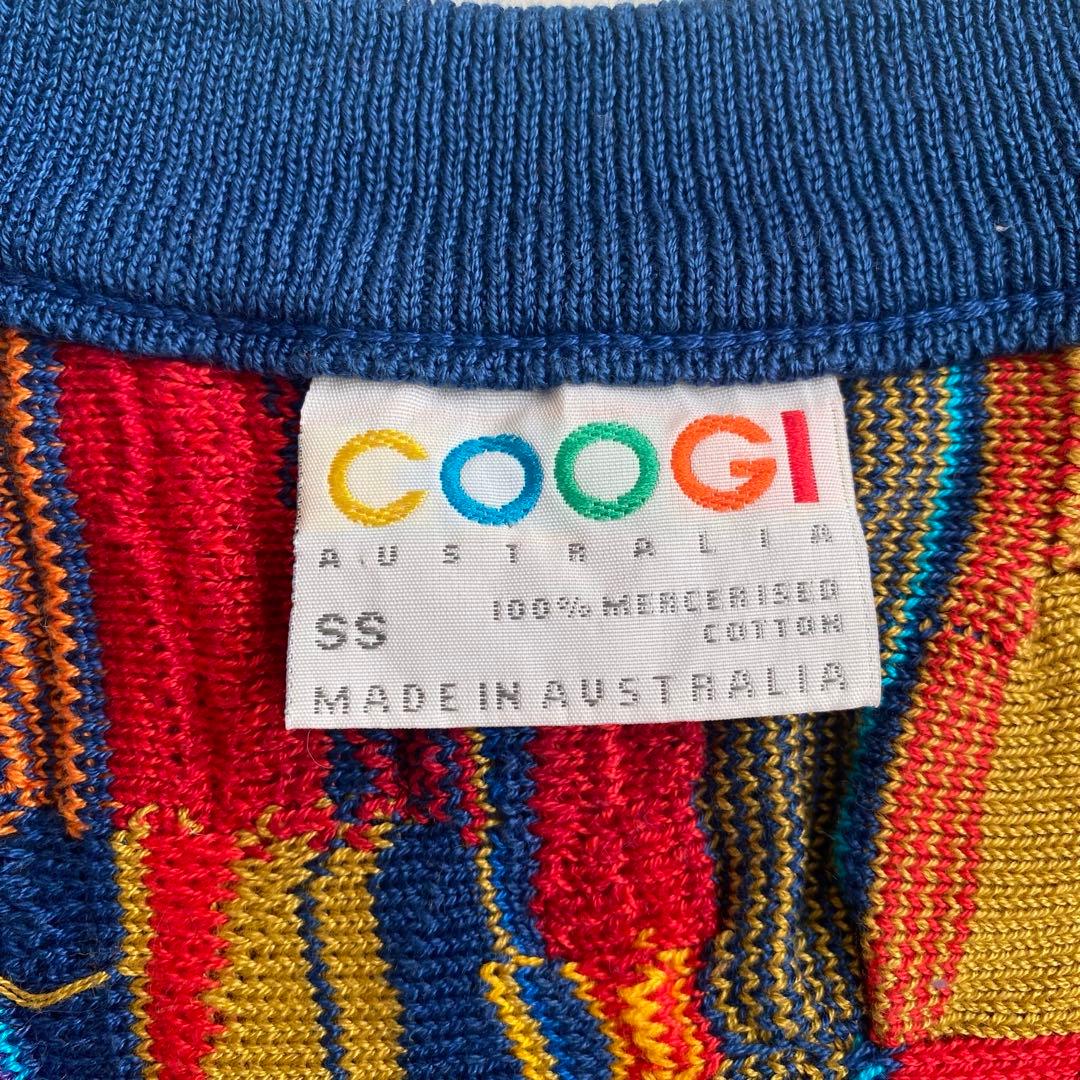 COOGI
AUSTRALIA
SS 100% MERCERISED
COTTON
MADE IN AUSTRALIA